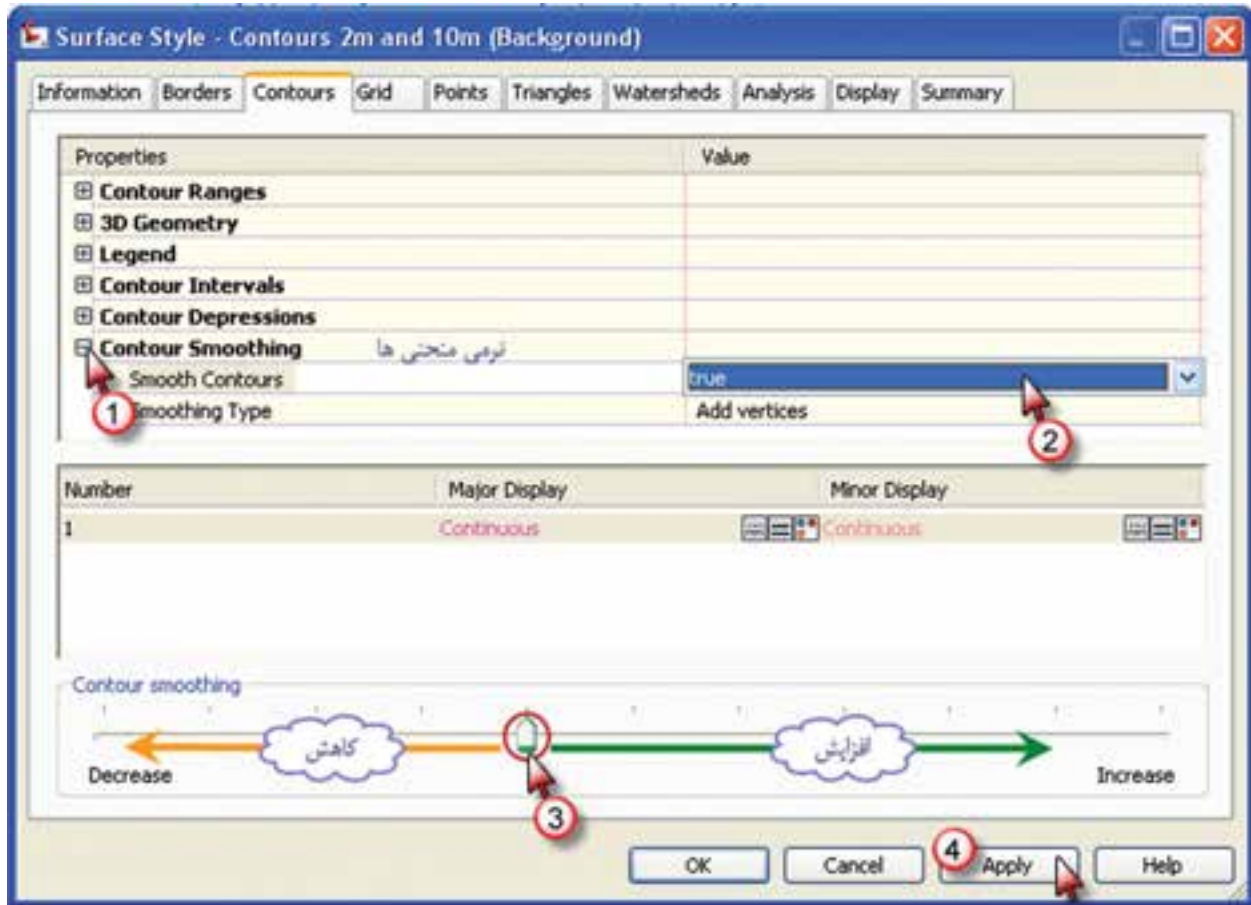 Surface Style - Contours 2m and 10m (Background)
Information Borders Contours Grid Points Triangles Watersheds Analysis Display Summary
Properties Value
Contour Ranges
3D Geometry
Legend
Contour Intervals
Contour Depressions
Contour Smoothing نرمی منحنی ها
Smooth Contours true
1 Smoothing Type Add vertices
2
Number Major Display Minor Display
1 Continuous Continuous
Contour smoothing
کاهش افزایش
Decrease Increase
3
OK Cancel 4 Apply Help